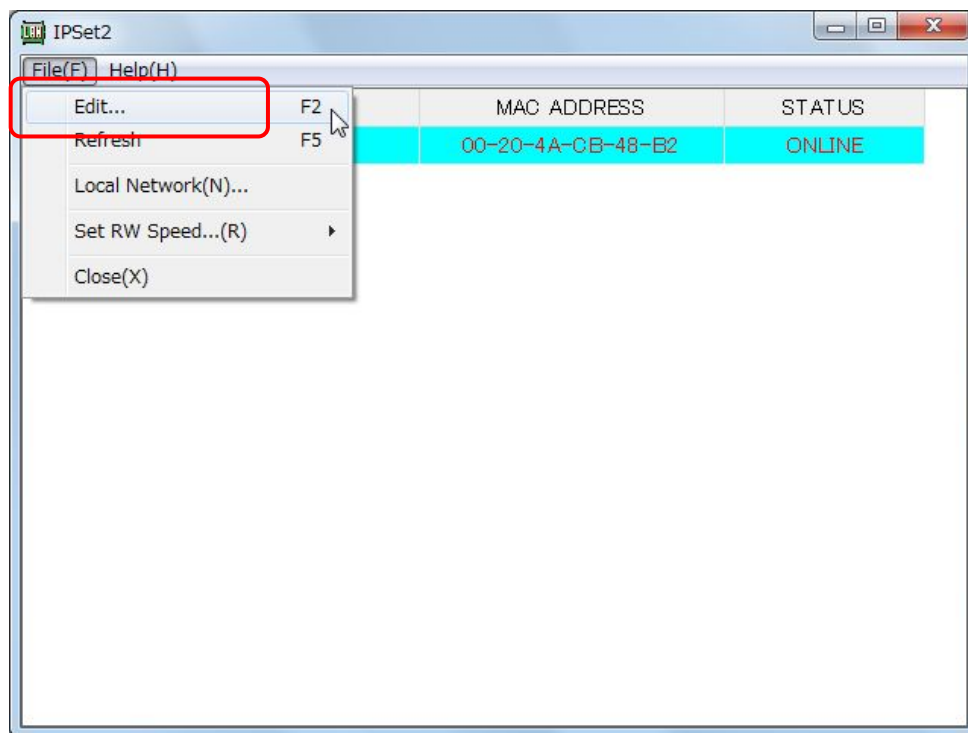 IPSet2
File(F) Help(H)
Edit... F2
MAC ADDRESS STATUS
Refresh F5
00-20-4A-CB-48-B2 ONLINE
Local Network(N)...
Set RW Speed...(R)
Close(X)